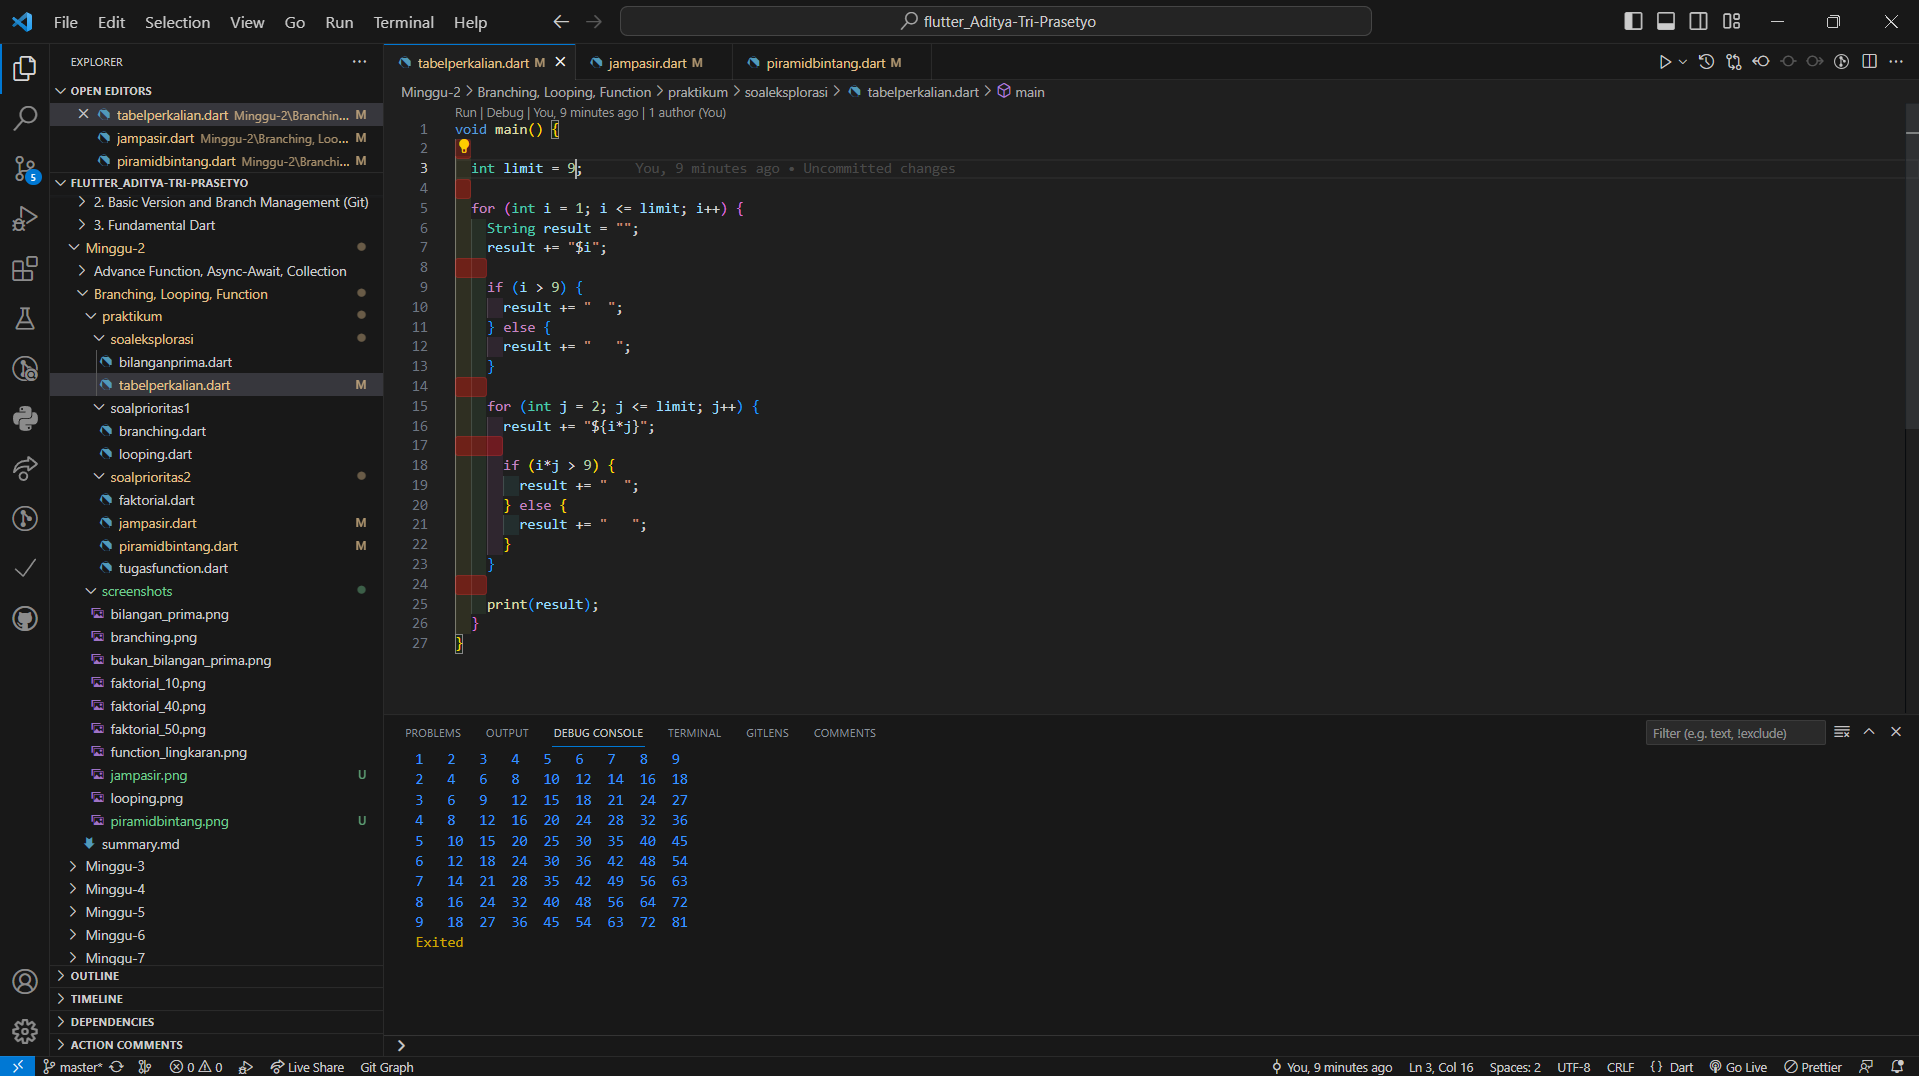 File Edit Selection View Go Run Terminal Help
flutter_Aditya-Tri-Prasetyo
EXPLORER
OPEN EDITORS
tabelperkalian.dart Minggu-2\Branchin... M
jampasir.dart Minggu-2\Branching, Loo... M
piramidbintang.dart Minggu-2\Branchi... M
FLUTTER_ADITYA-TRI-PRASETYO
2. Basic Version and Branch Management (Git)
3. Fundamental Dart
Minggu-2
Advance Function, Async-Await, Collection
Branching, Looping, Function
praktikum
soaleksplorasi
bilanganprima.dart
tabelperkalian.dart M
soalprioritas1
branching.dart
looping.dart
soalprioritas2
faktorial.dart
jampasir.dart M
piramidbintang.dart M
tugasfunction.dart
screenshots
bilangan_prima.png
branching.png
bukan_bilangan_prima.png
faktorial_10.png
faktorial_40.png
faktorial_50.png
function_lingkaran.png
jampasir.png U
looping.png
piramidbintang.png U
summary.md
Minggu-3
Minggu-4
Minggu-5
Minggu-6
Minggu-7
OUTLINE
TIMELINE
DEPENDENCIES
ACTION COMMENTS
5
tabelperkalian.dart M
jampasir.dart M
piramidbintang.dart M
Minggu-2 > Branching, Looping, Function > praktikum > soaleksplorasi > tabelperkalian.dart > main
Run | Debug | You, 9 minutes ago | 1 author (You)
1 void main() {
2
3 int limit = 9; You, 9 minutes ago • Uncommitted changes
4
5 for (int i = 1; i <= limit; i++) {
6 String result = "";
7 result += "$i";
8
9 if (i > 9) {
10 result += "  ";
11 } else {
12 result += "   ";
13 }
14
15 for (int j = 2; j <= limit; j++) {
16 result += "${i*j}";
17
18 if (i*j > 9) {
19 result += "  ";
20 } else {
21 result += "   ";
22 }
23 }
24
25 print(result);
26 }
27 }
PROBLEMS OUTPUT DEBUG CONSOLE TERMINAL GITLENS COMMENTS
Filter (e.g. text, !exclude)
1 2 3 4 5 6 7 8 9
2 4 6 8 10 12 14 16 18
3 6 9 12 15 18 21 24 27
4 8 12 16 20 24 28 32 36
5 10 15 20 25 30 35 40 45
6 12 18 24 30 36 42 48 54
7 14 21 28 35 42 49 56 63
8 16 24 32 40 48 56 64 72
9 18 27 36 45 54 63 72 81
Exited
master* 0 0 Live Share Git Graph You, 9 minutes ago Ln 3, Col 16 Spaces: 2 UTF-8 CRLF { } Dart Go Live Prettier